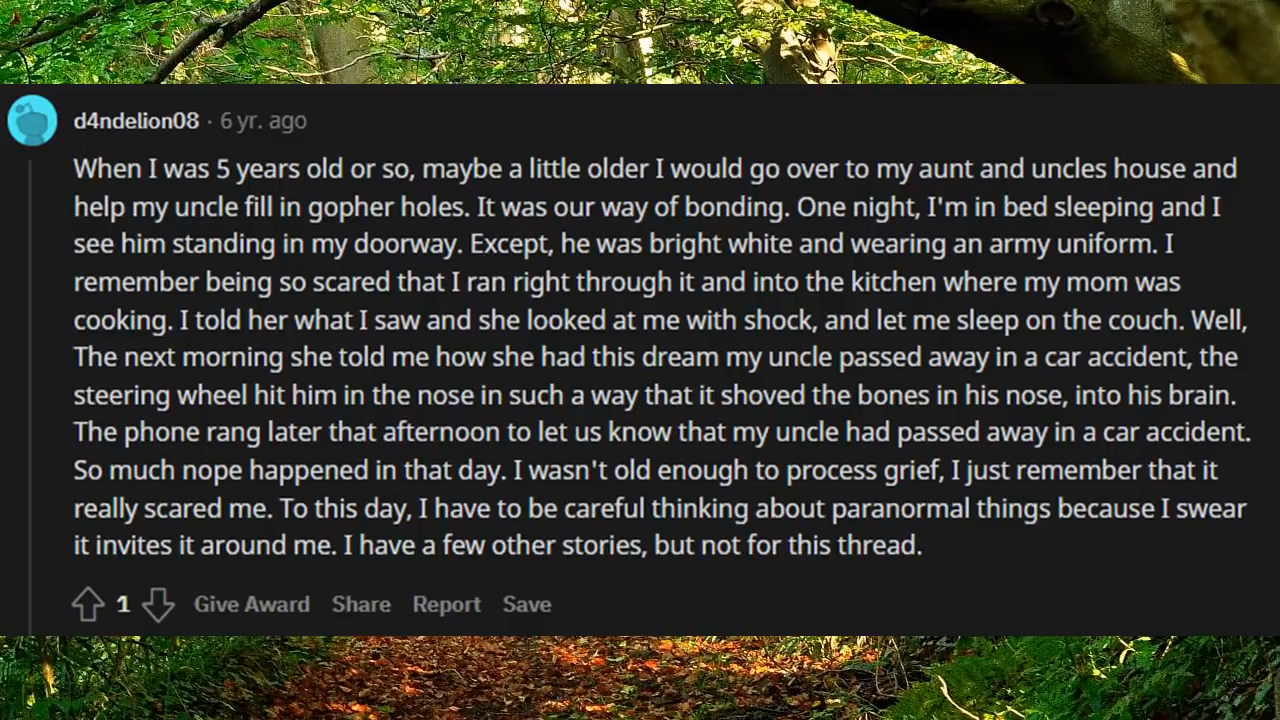 d4ndelion08 · 6 yr. ago
When I was 5 years old or so, maybe a little older I would go over to my aunt and uncles house and
help my uncle fill in gopher holes. It was our way of bonding. One night, I'm in bed sleeping and I
see him standing in my doorway. Except, he was bright white and wearing an army uniform. I
remember being so scared that I ran right through it and into the kitchen where my mom was
cooking. I told her what I saw and she looked at me with shock, and let me sleep on the couch. Well,
The next morning she told me how she had this dream my uncle passed away in a car accident, the
steering wheel hit him in the nose in such a way that it shoved the bones in his nose, into his brain.
The phone rang later that afternoon to let us know that my uncle had passed away in a car accident.
So much nope happened in that day. I wasn't old enough to process grief, I just remember that it
really scared me. To this day, I have to be careful thinking about paranormal things because I swear
it invites it around me. I have a few other stories, but not for this thread.
1 Give Award Share Report Save